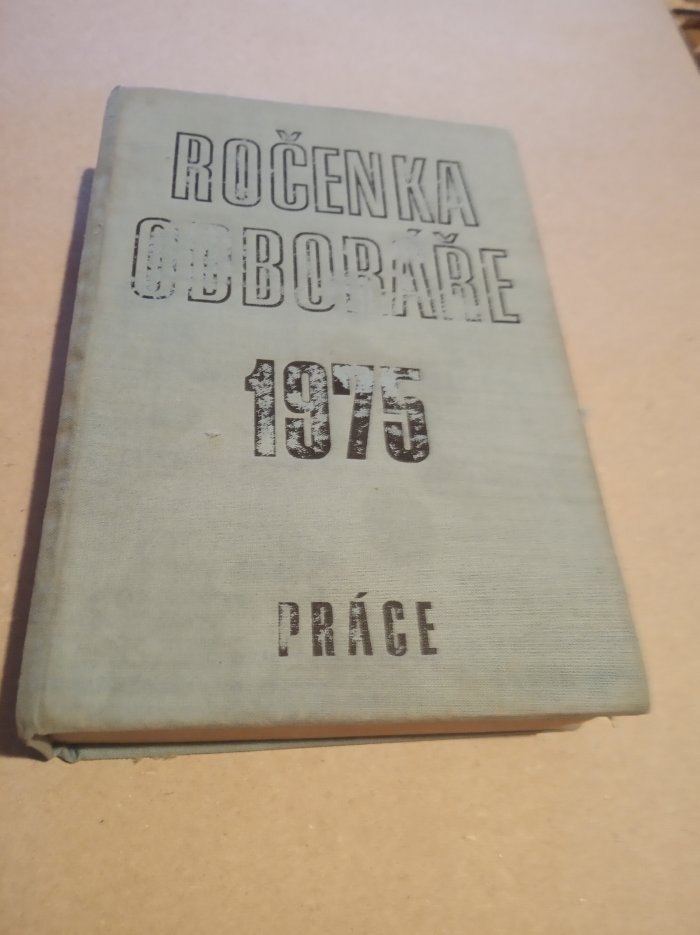 ROČENKA
ODBORÁŘE
1975
PRÁCE